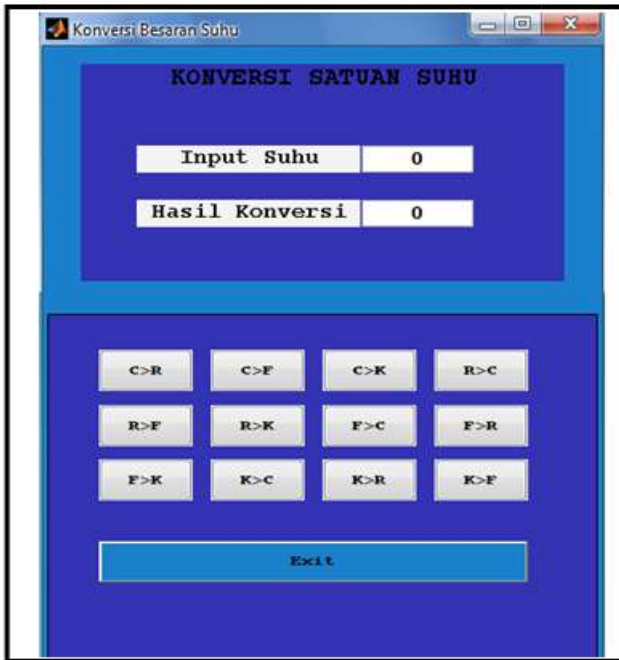 Konversi Besaran Suhu
KONVERSI SATUAN SUHU
Input Suhu 0
Hasil Konversi 0
C>R C>F C>K R>C
R>F R>K F>C F>R
F>K K>C K>R K>F
Exit